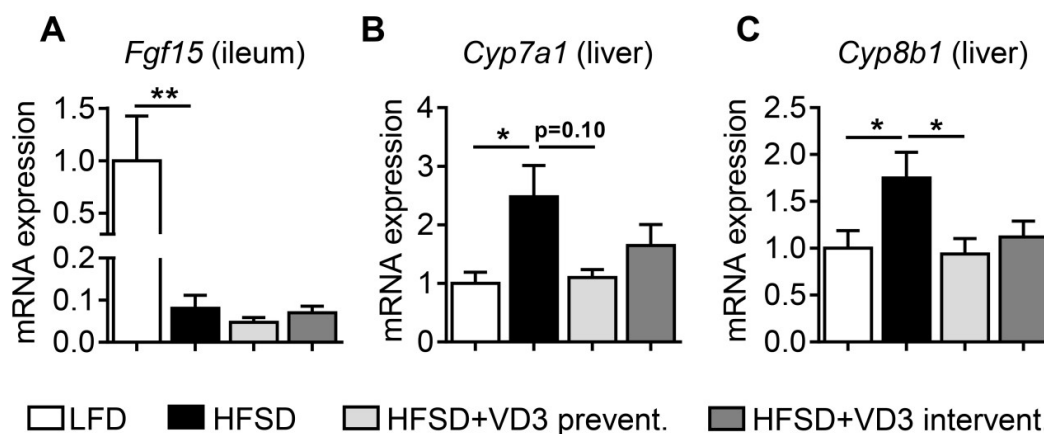 A
Fgf15 (ileum)
mRNA expression
1.5
1.0
0.5
0.2
0.1
0.0
**
B
Cyp7a1 (liver)
mRNA expression
4
3
2
1
0
*
p=0.10
C
Cyp8b1 (liver)
mRNA expression
2.5
2.0
1.5
1.0
0.5
0.0
*
*
LFD HFSD HFSD+VD3 prevent. HFSD+VD3 intervent